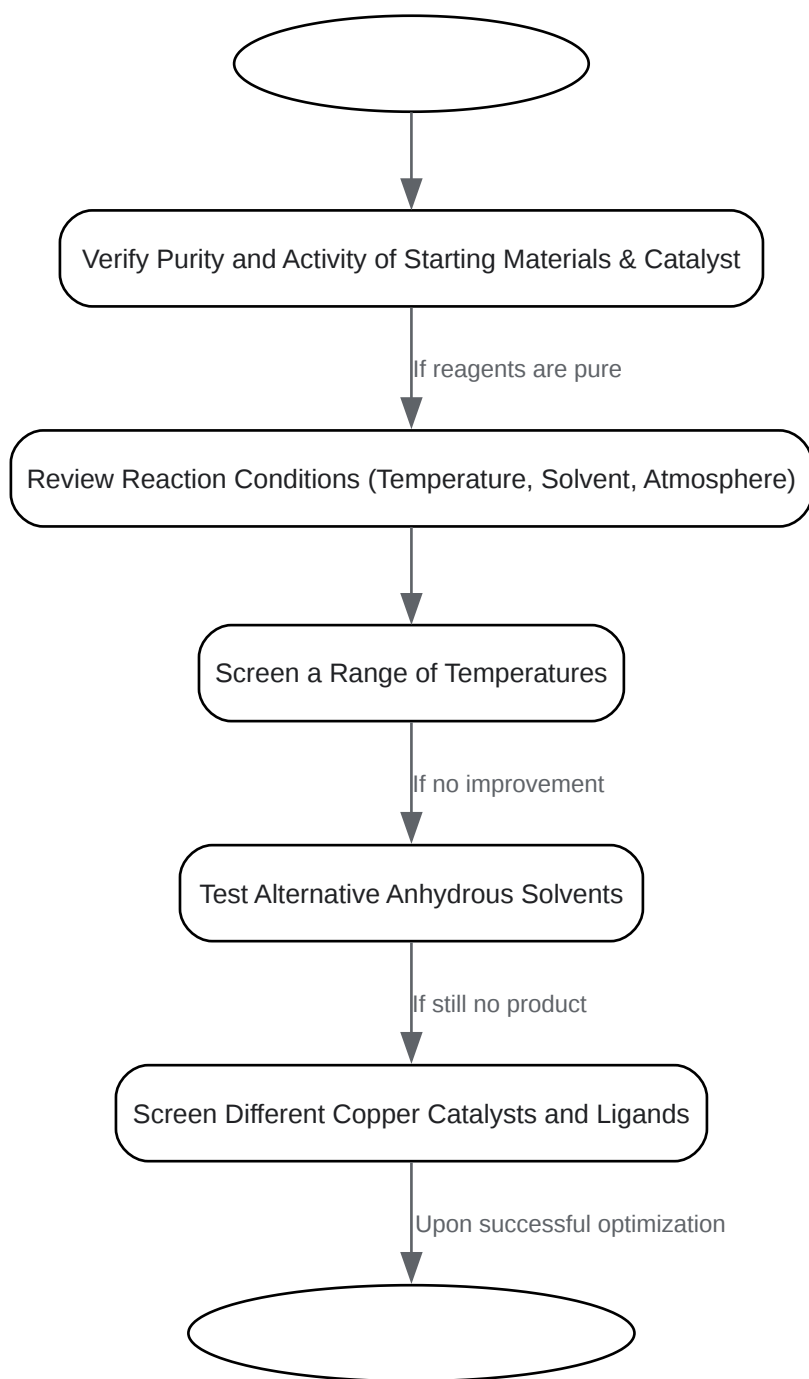 Verify Purity and Activity of Starting Materials & Catalyst
If reagents are pure
Review Reaction Conditions (Temperature, Solvent, Atmosphere)
Screen a Range of Temperatures
If no improvement
Test Alternative Anhydrous Solvents
If still no product
Screen Different Copper Catalysts and Ligands
Upon successful optimization